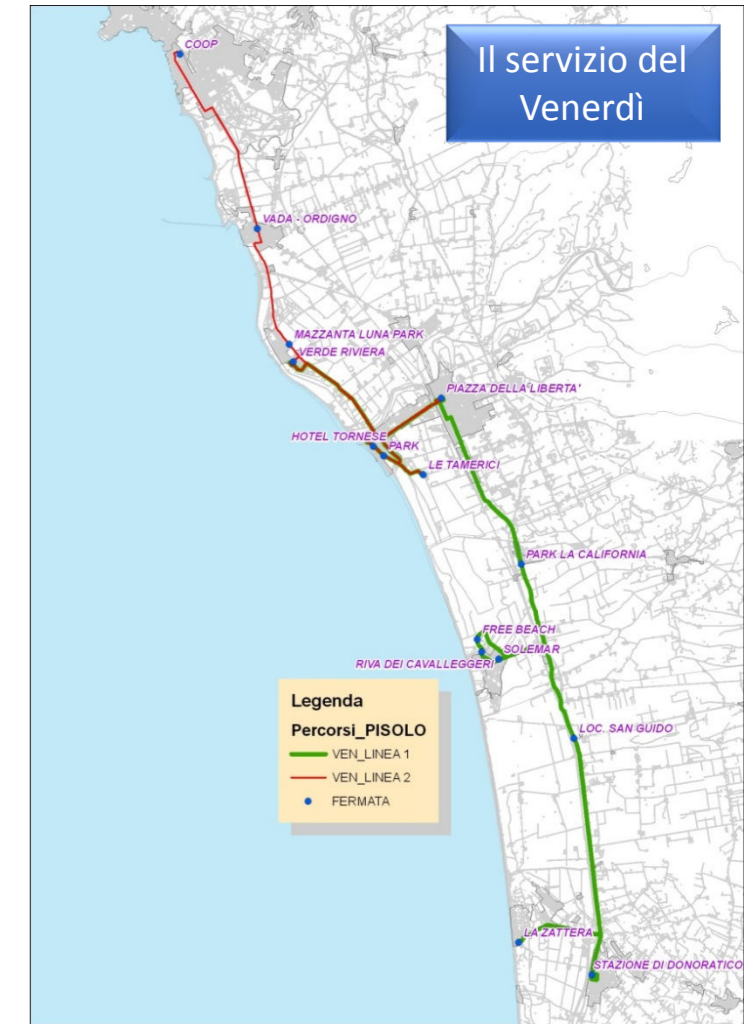 Il servizio del
Venerdì
COOP
VADA - ORDIGNO
MAZZANTA LUNA PARK
VERDE RIVIERA
PIAZZA DELLA LIBERTA'
HOTEL TORNESE
PARK
LE TAMERICI
PARK LA CALIFORNIA
FREE BEACH
SOLEMAR
RIVA DEI CAVALLEGGERI
Legenda
Percorsi_PISOLO
VEN_LINEA 1
VEN_LINEA 2
FERMATA
LOC. SAN GUIDO
LA ZATTERA
STAZIONE DI DONORATICO